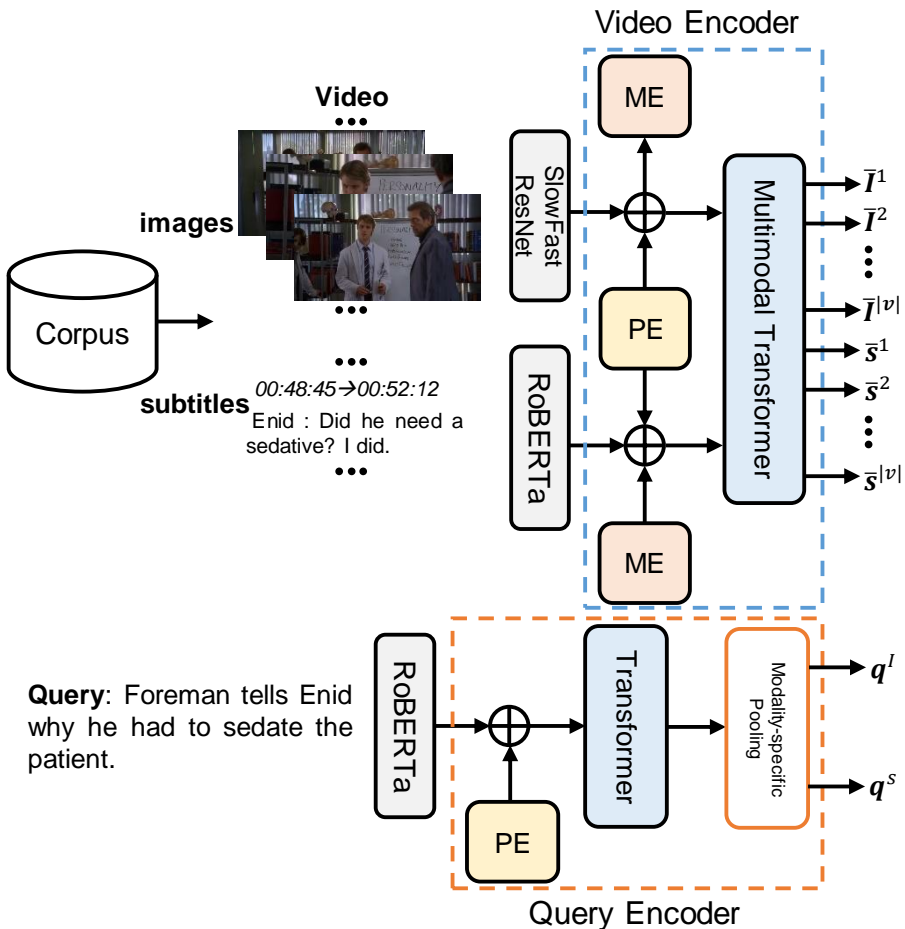 Video Encoder
Video
•••
images
•••
Corpus
•••
subtitles
00:48:45→00:52:12
Enid : Did he need a
sedative? I did.
•••
SlowFast
ResNet
RoBERTa
ME
PE
ME
Multimodal Transformer
Ī¹
Ī²
•••
Ī|v|
s̄¹
s̄²
•••
s̄|v|
Query: Foreman tells Enid
why he had to sedate the
patient.
RoBERTa
PE
Transformer
Modality-specific
Pooling
qᴵ
qˢ
Query Encoder